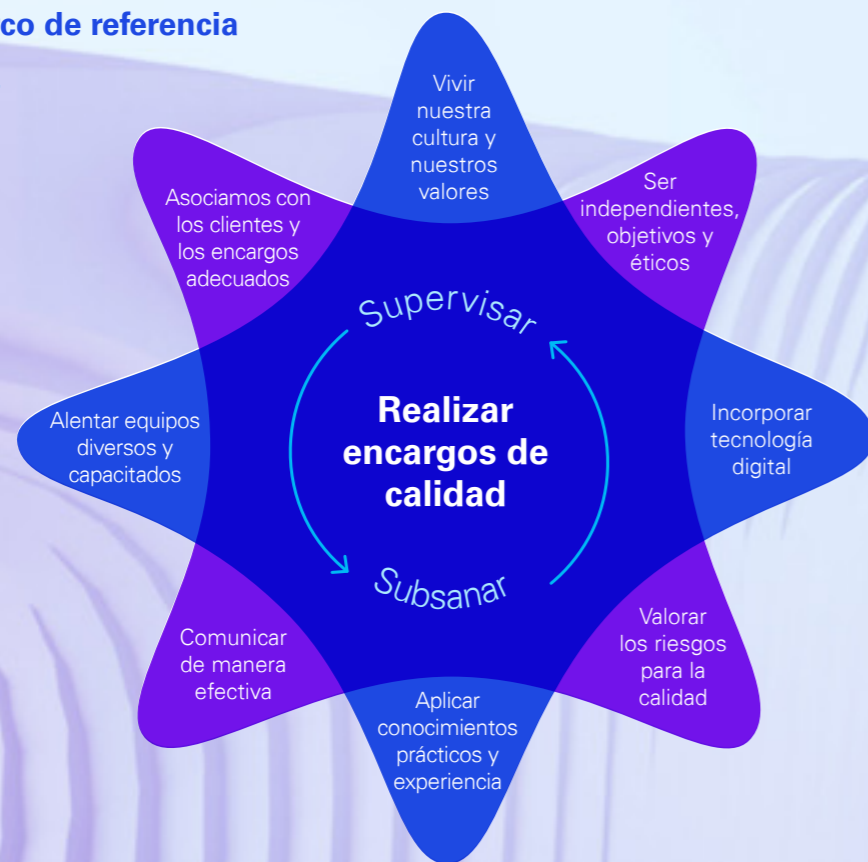 co de referencia
Vivir
nuestra
cultura y
nuestros
valores
Ser
independientes,
objetivos y
éticos
Incorporar
tecnología
digital
Valorar
los riesgos
para la
calidad
Aplicar
conocimientos
prácticos y
experiencia
Comunicar
de manera
efectiva
Alentar equipos
diversos y
capacitados
Asociamos con
los clientes y
los encargos
adecuados
Supervisar
Realizar
encargos de
calidad
Subsanar